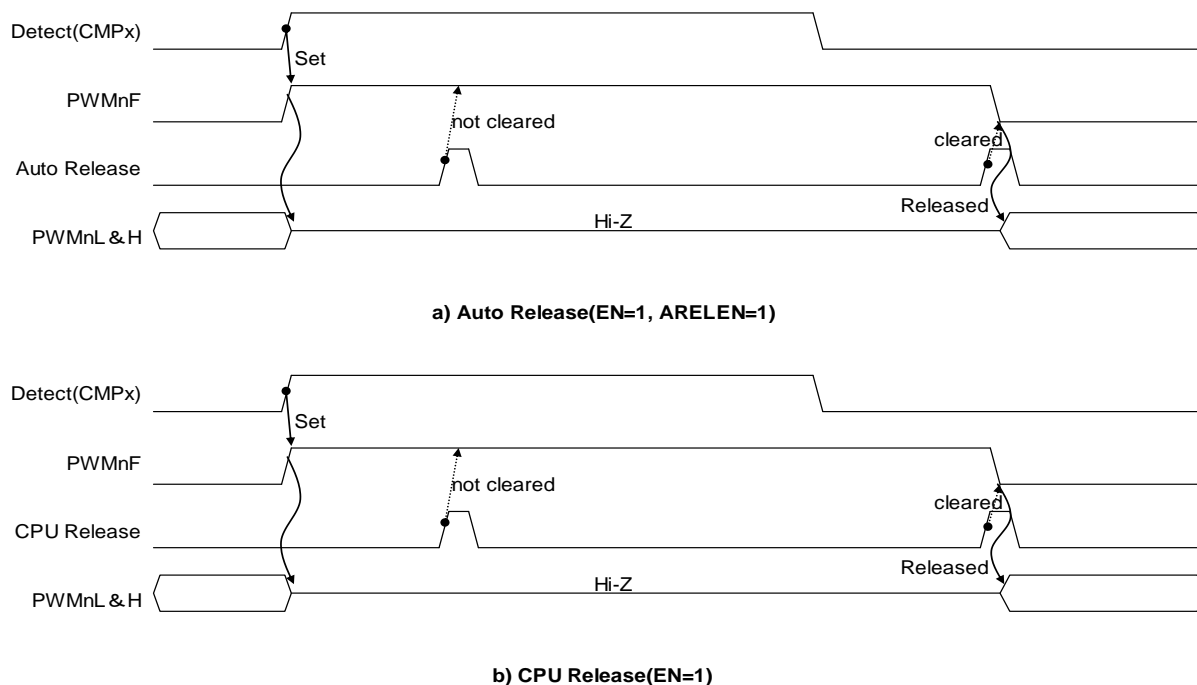 Detect(CMPx)
Set
PWMnF
not cleared
cleared
Auto Release
Released
Hi-Z
PWMnL & H
a) Auto Release(EN=1, ARELEN=1)
Detect(CMPx)
Set
PWMnF
not cleared
cleared
CPU Release
Released
Hi-Z
PWMnL & H
b) CPU Release(EN=1)